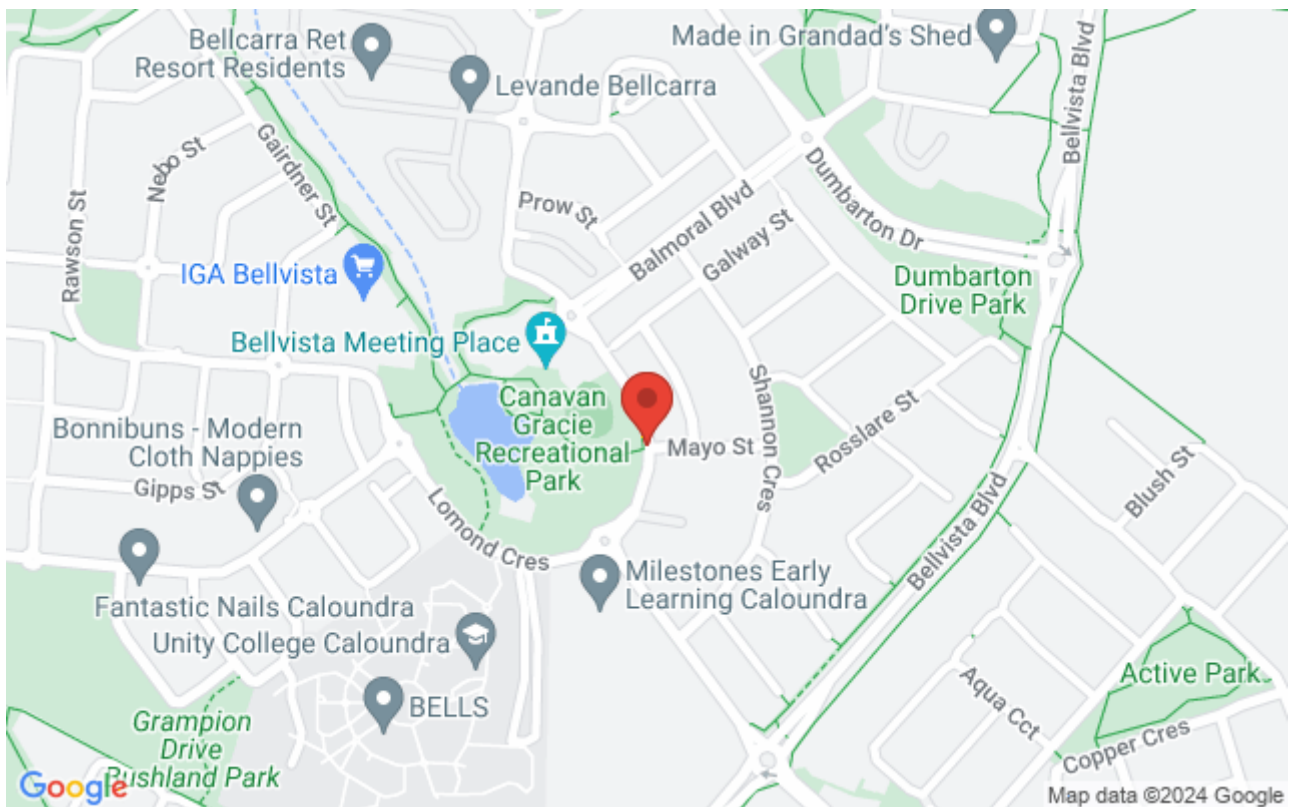 Bellcarra Ret
Resort Residents
Made in Grandad's Shed
Levande Bellcarra
Bellvista Blvd
Gairdner St
Nebo St
Rawson St
Prow St
Balmoral Blvd
Galway St
Dumbarton Dr
IGA Bellvista
Dumbarton
Drive Park
Bellvista Meeting Place
Canavan
Gracie
Recreational
Park
Shannon Cres
Rosslare St
Mayo St
Bonnibuns - Modern
Cloth Nappies
Gipps St
Blush St
Lomond Cres
Bellvista Blvd
Milestones Early
Learning Caloundra
Fantastic Nails Caloundra
Unity College Caloundra
Active Park
Aqua Cct
BELLS
Copper Cres
Grampion
Drive
Bushland Park
Google
Map data ©2024 Google